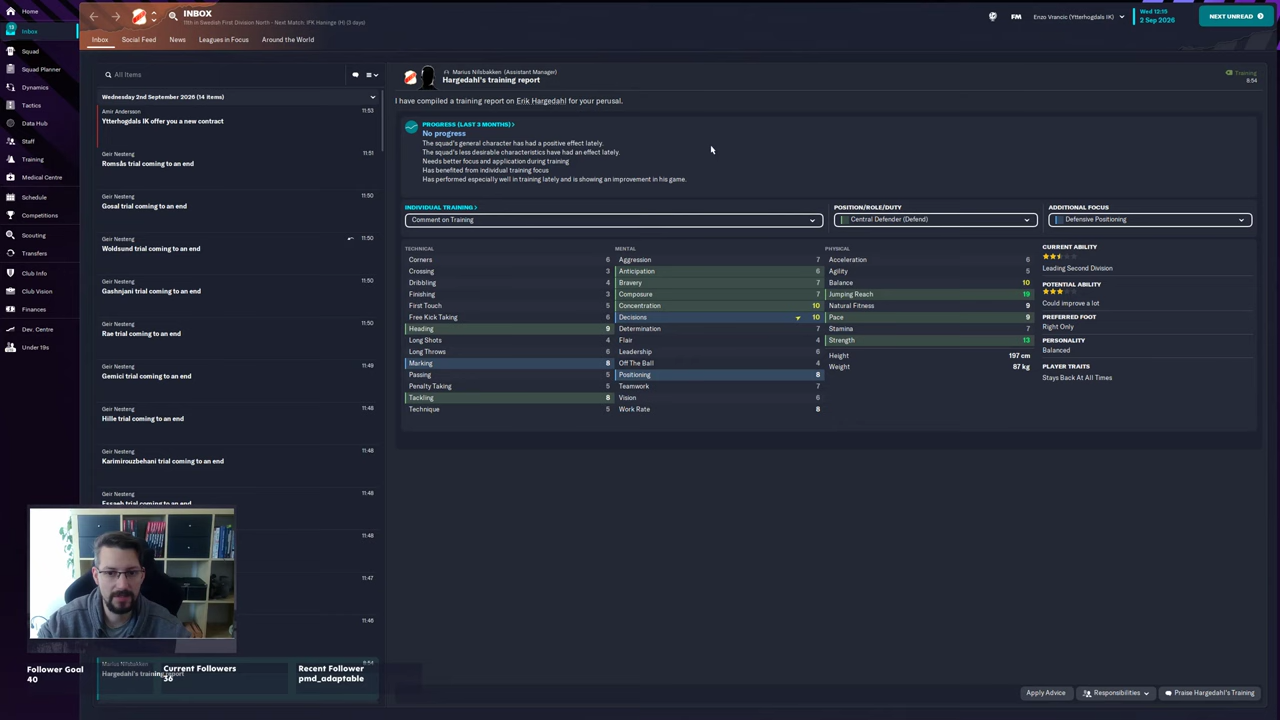 Home
INBOX
11th in Swedish First Division North - Next Match: IFK Haninge (H) (3 days)
FM
Enzo Vrancic (Ytterhogdals IK)
Wed 12:15
2 Sep 2026
NEXT UNREAD
Inbox
Social Feed
News
Leagues in Focus
Around the World
Inbox
Squad
Squad Planner
Dynamics
Tactics
Data Hub
Staff
Training
Medical Centre
Schedule
Competitions
Scouting
Transfers
Club Info
Club Vision
Finances
Dev. Centre
Under 19s
All Items
Wednesday 2nd September 2026 (14 items)
Amir Andersson 11:53
Ytterhogdals IK offer you a new contract
Geir Nesteng 11:51
Romsås trial coming to an end
Geir Nesteng 11:50
Gosal trial coming to an end
Geir Nesteng 11:50
Woldsund trial coming to an end
Geir Nesteng 11:50
Gashnjani trial coming to an end
Geir Nesteng 11:50
Rae trial coming to an end
Geir Nesteng 11:49
Gemici trial coming to an end
Geir Nesteng 11:48
Hille trial coming to an end
Geir Nesteng 11:48
Karimirouzbehani trial coming to an end
Geir Nesteng 11:48
trial coming to an end
11:48
11:47
11:46
Marius Nilsbakken 8:54
Hargedahl's training report
Marius Nilsbakken (Assistant Manager)
Hargedahl's training report
Training
8:54
I have compiled a training report on Erik Hargedahl for your perusal.
PROGRESS (LAST 3 MONTHS) >
No progress
The squad's general character has had a positive effect lately.
The squad's less desirable characteristics have had an effect lately.
Needs better focus and application during training
Has benefited from individual training focus
Has performed especially well in training lately and is showing an improvement in his game.
INDIVIDUAL TRAINING >
Comment on Training
POSITION/ROLE/DUTY
Central Defender (Defend)
ADDITIONAL FOCUS
Defensive Positioning
TECHNICAL
Corners 6
Crossing 3
Dribbling 4
Finishing 3
First Touch 5
Free Kick Taking 6
Heading 9
Long Shots 4
Long Throws 6
Marking 8
Passing 5
Penalty Taking 5
Tackling 8
Technique 5
MENTAL
Aggression 7
Anticipation 6
Bravery 7
Composure 7
Concentration 10
Decisions 10
Determination 7
Flair 4
Leadership 6
Off The Ball 4
Positioning 8
Teamwork 7
Vision 6
Work Rate 8
PHYSICAL
Acceleration 6
Agility 5
Balance 10
Jumping Reach 19
Natural Fitness 9
Pace 9
Stamina 7
Strength 13
Height 197 cm
Weight 87 kg
CURRENT ABILITY
Leading Second Division
POTENTIAL ABILITY
Could improve a lot
PREFERRED FOOT
Right Only
PERSONALITY
Balanced
PLAYER TRAITS
Stays Back At All Times
Follower Goal
40
Current Followers
36
Recent Follower
pmd_adaptable
Apply Advice
Responsibilities
Praise Hargedahl's Training